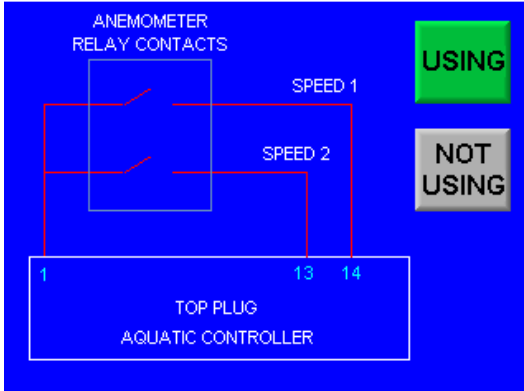 ANEMOMETER
RELAY CONTACTS
SPEED 1
SPEED 2
USING
NOT
USING
1
13
14
TOP PLUG
AQUATIC CONTROLLER